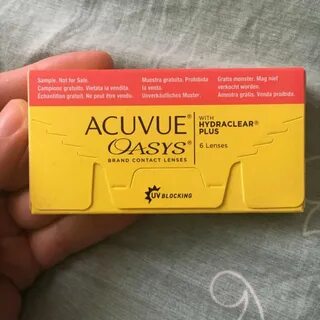 Sample. Not for Sale.
Campione gratuito. Vietata la vendita.
Échantillon gratuit. Ne peut être vendu.
Muestra gratuita. Prohibida
la venta.
Unverkäufliches Muster.
Gratis monster. Mag niet
verkocht worden.
Amostra grátis. Venda proibida.
ACUVUE®
OASYS®
BRAND CONTACT LENSES
WITH
HYDRACLEAR®
PLUS
6 Lenses
UV BLOCKING